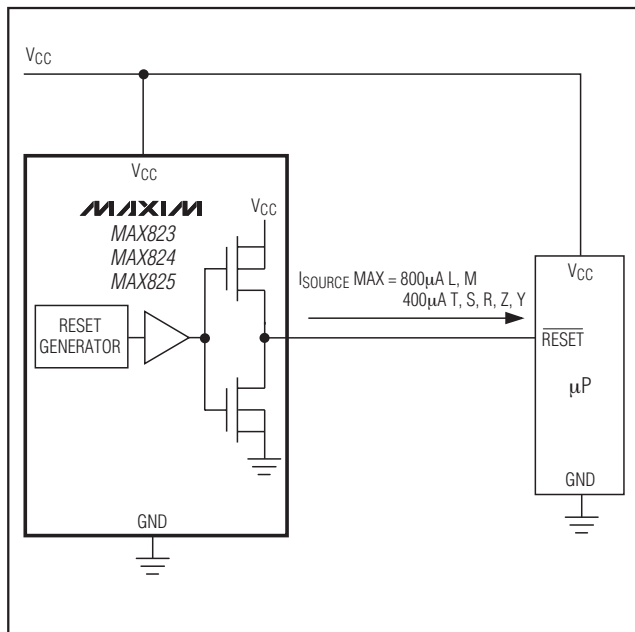 VCC
VCC
MAXIM
MAX823
MAX824
MAX825
VCC
RESET
GENERATOR
GND
ISOURCE MAX = 800µA L, M
400µA T, S, R, Z, Y
VCC
RESET
µP
GND